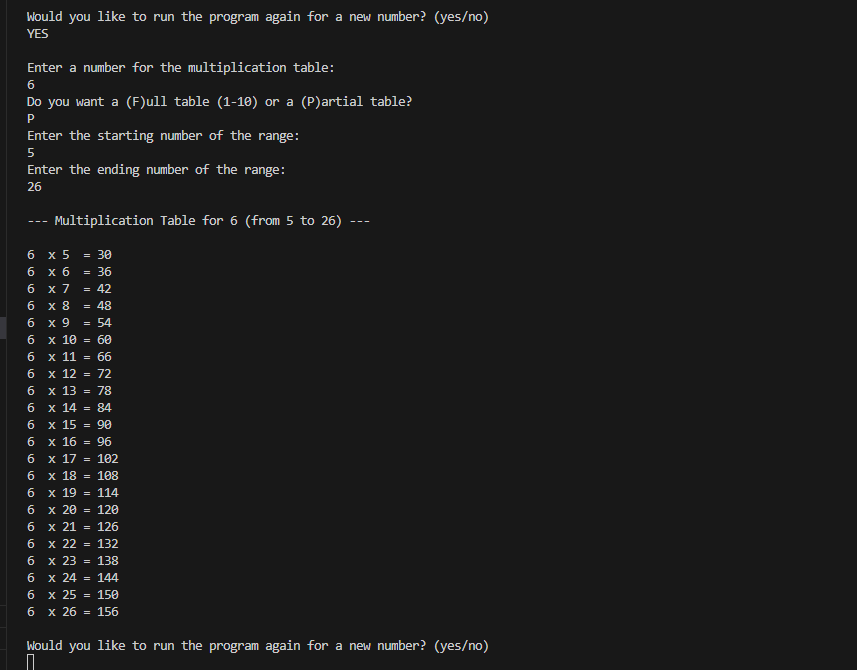 Would you like to run the program again for a new number? (yes/no)
YES
Enter a number for the multiplication table:
6
Do you want a (F)ull table (1-10) or a (P)artial table?
P
Enter the starting number of the range:
5
Enter the ending number of the range:
26
--- Multiplication Table for 6 (from 5 to 26) ---
6  x 5  = 30
6  x 6  = 36
6  x 7  = 42
6  x 8  = 48
6  x 9  = 54
6  x 10 = 60
6  x 11 = 66
6  x 12 = 72
6  x 13 = 78
6  x 14 = 84
6  x 15 = 90
6  x 16 = 96
6  x 17 = 102
6  x 18 = 108
6  x 19 = 114
6  x 20 = 120
6  x 21 = 126
6  x 22 = 132
6  x 23 = 138
6  x 24 = 144
6  x 25 = 150
6  x 26 = 156
Would you like to run the program again for a new number? (yes/no)